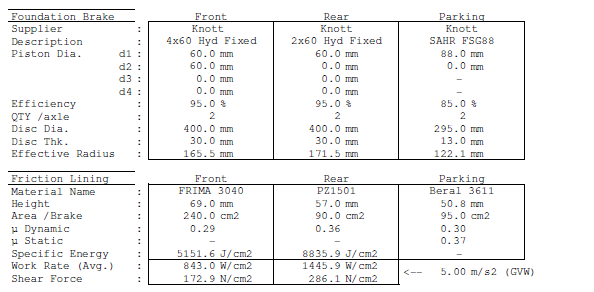 Foundation Brake Front Rear Parking
Supplier : Knott Knott Knott
Description : 4x60 Hyd Fixed 2x60 Hyd Fixed SAHR FSG88
Piston Dia. d1 : 60.0 mm 60.0 mm 88.0 mm
d2 : 60.0 mm 0.0 mm 0.0 mm
d3 : 0.0 mm 0.0 mm –
d4 : 0.0 mm 0.0 mm –
Efficiency : 95.0 % 95.0 % 85.0 %
QTY /axle : 2 2 2
Disc Dia. : 400.0 mm 400.0 mm 295.0 mm
Disc Thk. : 30.0 mm 30.0 mm 13.0 mm
Effective Radius : 165.5 mm 171.5 mm 122.1 mm
Friction Lining Front Rear Parking
Material Name : FRIMA 3040 PZ1501 Beral 3611
Height : 69.0 mm 57.0 mm 50.8 mm
Area /Brake : 240.0 cm2 90.0 cm2 95.0 cm2
µ Dynamic : 0.29 0.36 0.30
µ Static : – – 0.37
Specific Energy : 5151.6 J/cm2 8835.9 J/cm2 –
Work Rate (Avg.) : 843.0 W/cm2 1445.9 W/cm2
<–– 5.00 m/s2 (GVW)
Shear Force : 172.9 N/cm2 286.1 N/cm2